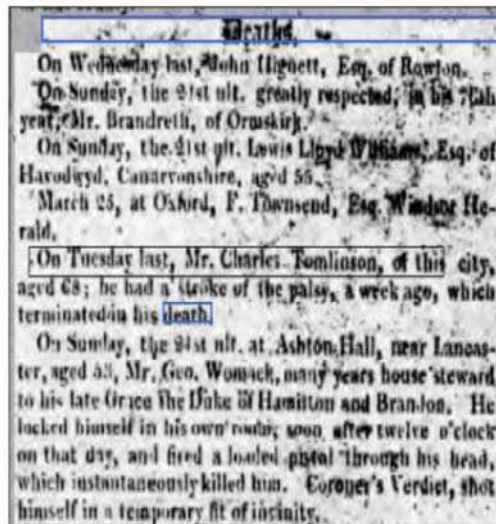 Deaths.
On Wednesday last, John Hignett, Esq. of Rowton.
On Sunday, the 21st ult. greatly respected, in his 75th
year, Mr. Brandreth, of Ormskirk.
On Sunday, the 21st ult. Lewis Lloyd Williams, Esq. of
Havodwyd, Canarvonshire, aged 55.
March 25, at Oxford, F. Townsend, Esq. Windsor He-
rald.
On Tuesday last, Mr. Charles Tomlinson, of this city,
aged 68; he had a stroke of the palsy, a week ago, which
terminated in his death.
On Sunday, the 21st ult. at Ashton Hall, near Lancas-
ter, aged 53, Mr. Geo. Womack, many years house steward
to his late Grace the Duke of Hamilton and Brandon. He
locked himself in his own room, soon after twelve o'clock
on that day, and fired a loaded pistol through his head,
which instantaneously killed him. Coroner's Verdict, shot
himself in a temporary fit of insinity.